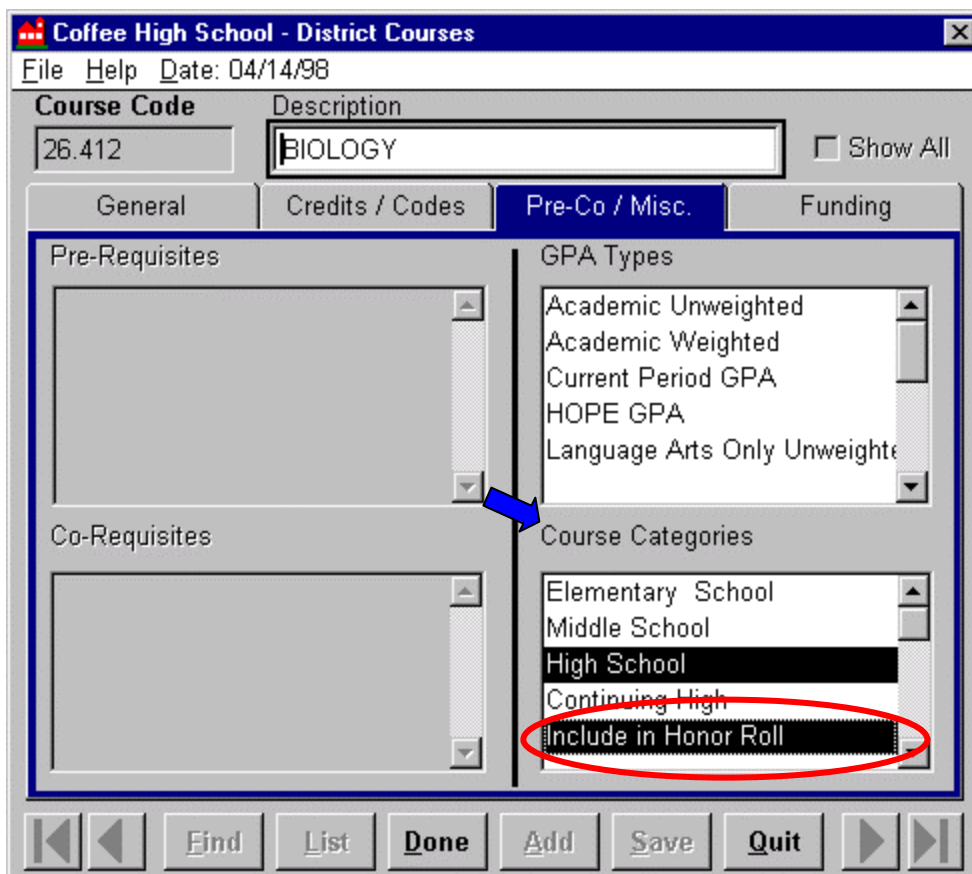 Coffee High School - District Courses
File Help Date: 04/14/98
Course Code Description
26.412 BIOLOGY Show All
General Credits / Codes Pre-Co / Misc. Funding
Pre-Requisites
GPA Types
Academic Unweighted
Academic Weighted
Current Period GPA
HOPE GPA
Language Arts Only Unweighte
Co-Requisites
Course Categories
Elementary School
Middle School
High School
Continuing High
Include in Honor Roll
Find List Done Add Save Quit